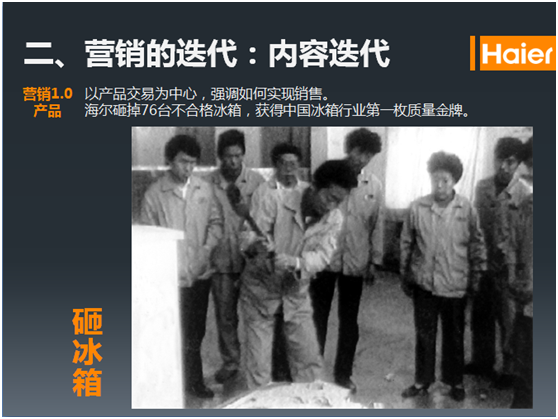 二、营销的迭代：内容迭代
Haier
营销1.0
产品
以产品交易为中心，强调如何实现销售。
海尔砸掉76台不合格冰箱，获得中国冰箱行业第一枚质量金牌。
砸冰箱